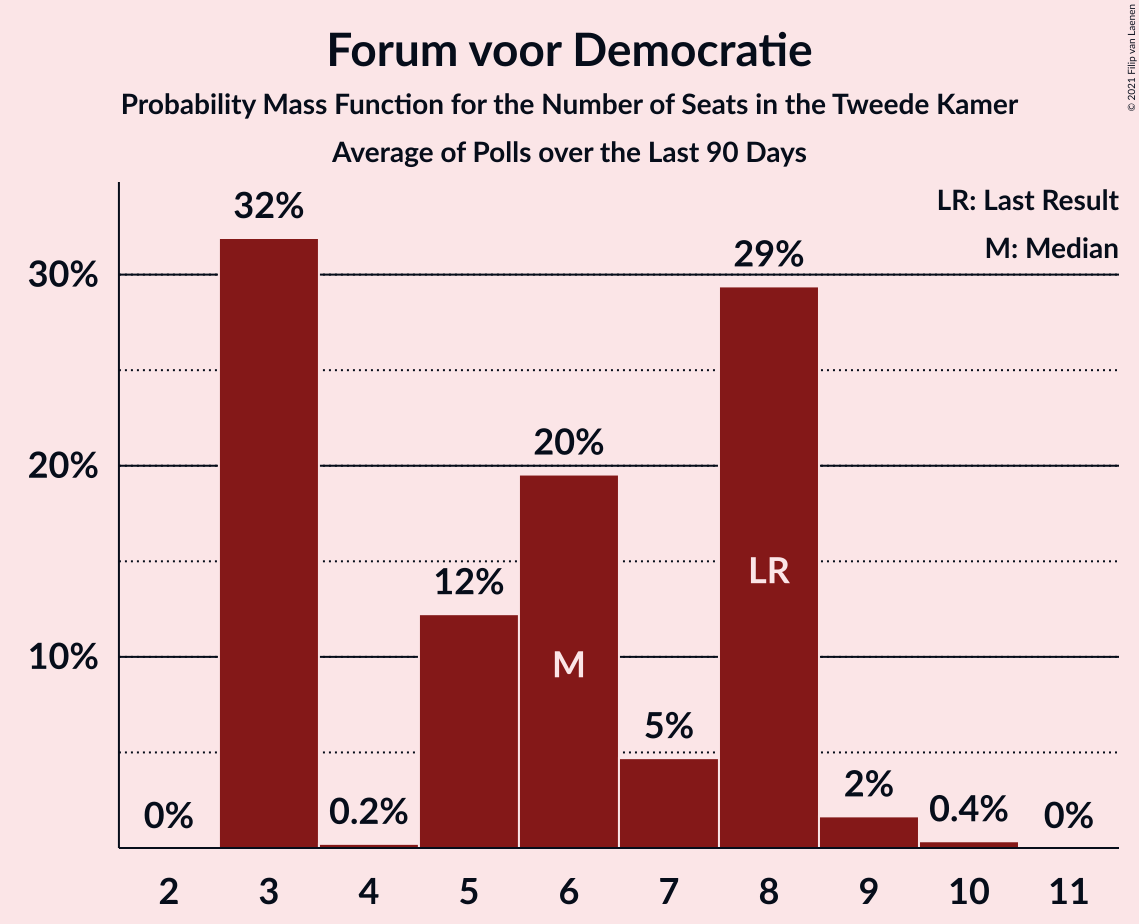 Forum voor Democratie
Probability Mass Function for the Number of Seats in the Tweede Kamer
Average of Polls over the Last 90 Days
© 2021 Filip van Laenen
LR: Last Result
M: Median
32%
29%
30%
20%
20%
LR
12%
10%
M
5%
2%
0%
0.2%
0.4%
0%
2 3 4 5 6 7 8 9 10 11